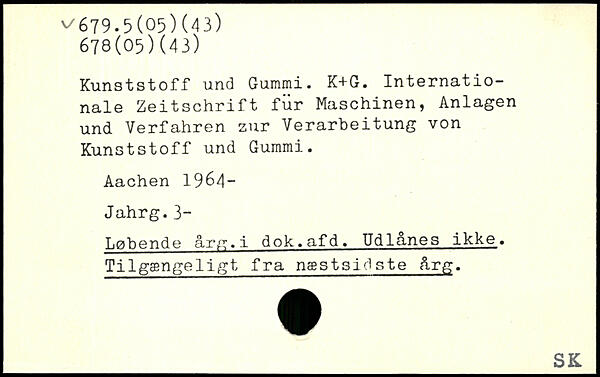 ✓679.5(05)(43)
678(05)(43)
Kunststoff und Gummi. K+G. Internatio-
nale Zeitschrift für Maschinen, Anlagen
und Verfahren zur Verarbeitung von
Kunststoff und Gummi.
Aachen 1964-
Jahrg.3-
Løbende årg.i dok.afd. Udlånes ikke.
Tilgængeligt fra næstsidste årg.
SK